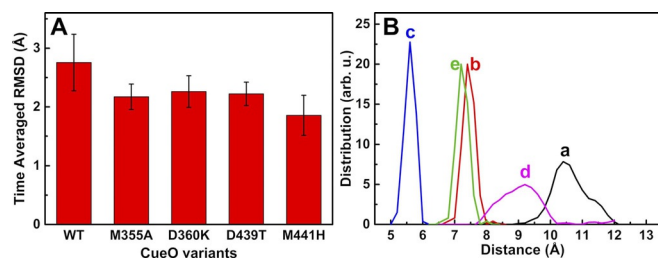 A
Time Averaged RMSD (Å)
3
2
1
0
WT M355A D360K D439T M441H
CueO variants
B
Distribution (arb. u.)
25
20
15
10
5
0
c
e
b
d
a
5 6 7 8 9 10 11 12 13
Distance (Å)